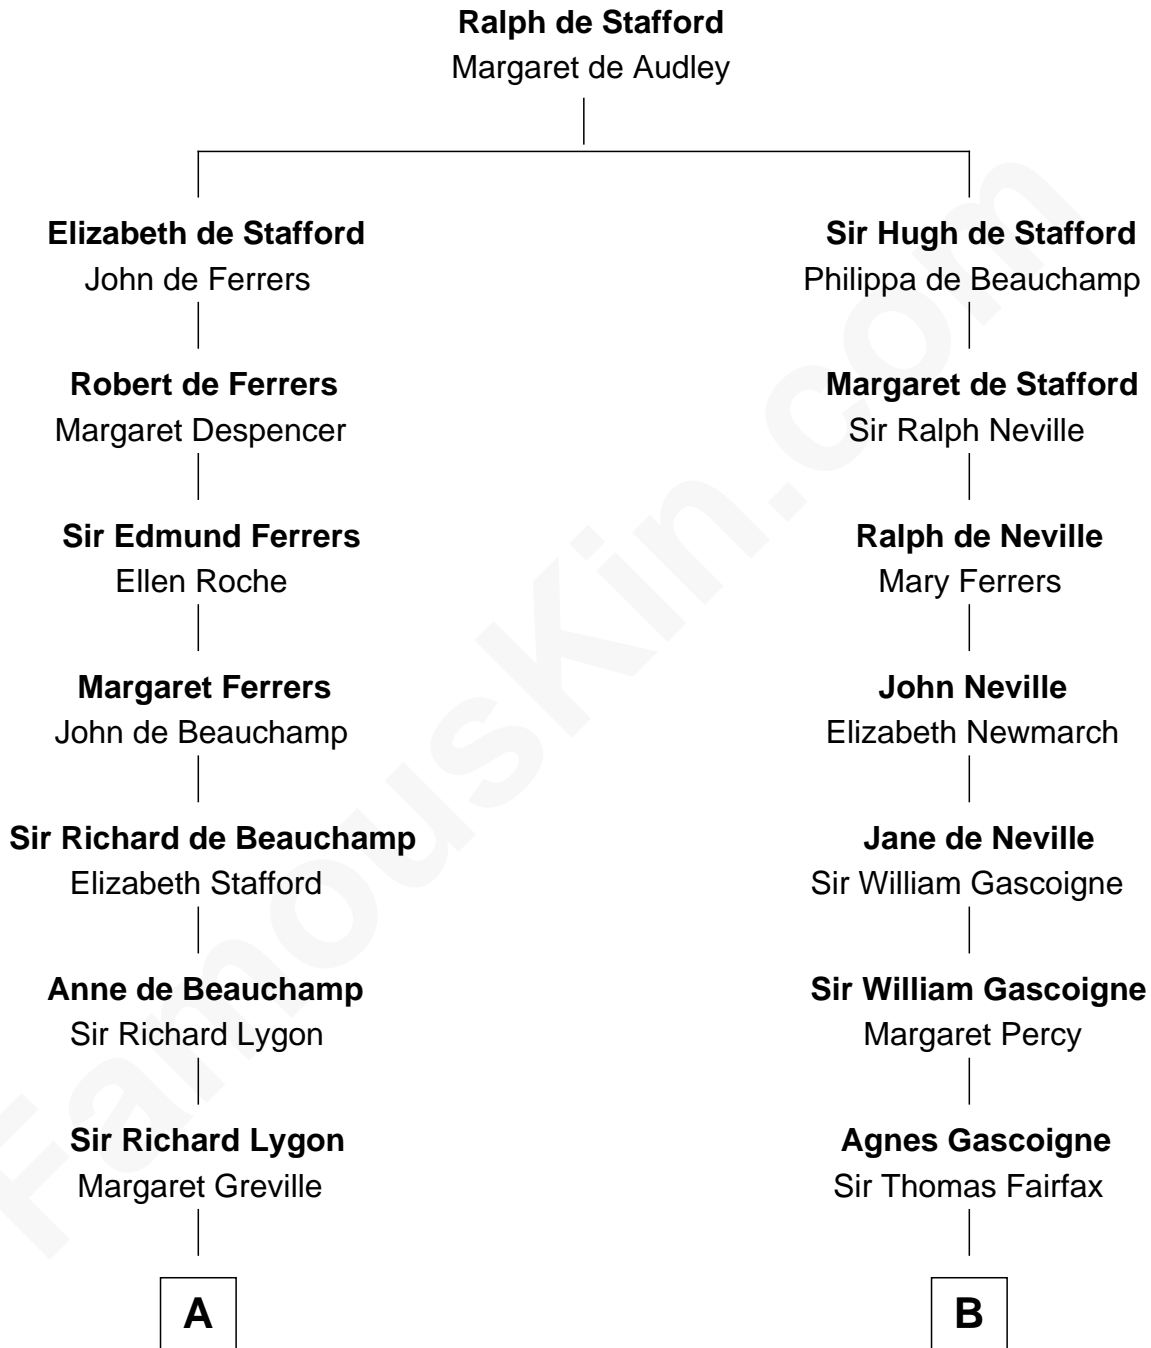 Ralph de Stafford
Margaret de Audley
Elizabeth de Stafford
John de Ferrers
Sir Hugh de Stafford
Philippa de Beauchamp
Robert de Ferrers
Margaret Despencer
Margaret de Stafford
Sir Ralph Neville
Sir Edmund Ferrers
Ellen Roche
Ralph de Neville
Mary Ferrers
Margaret Ferrers
John de Beauchamp
John Neville
Elizabeth Newmarch
Sir Richard de Beauchamp
Elizabeth Stafford
Jane de Neville
Sir William Gascoigne
Anne de Beauchamp
Sir Richard Lygon
Sir William Gascoigne
Margaret Percy
Sir Richard Lygon
Margaret Greville
Agnes Gascoigne
Sir Thomas Fairfax
A
B
FamousKin.com